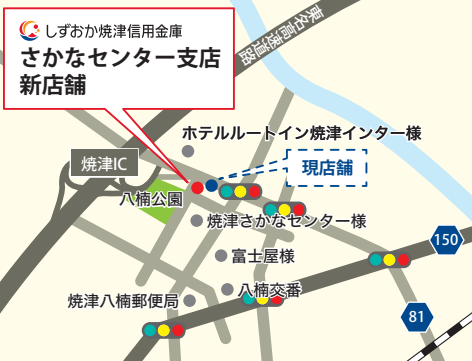 しずおか焼津信用金庫
さかなセンター支店
新店舗
東名高速道路
ホテルルートイン焼津インター様
焼津IC
現店舗
八楠公園
焼津さかなセンター様
富士屋様
150
八楠交番
焼津八楠郵便局
81